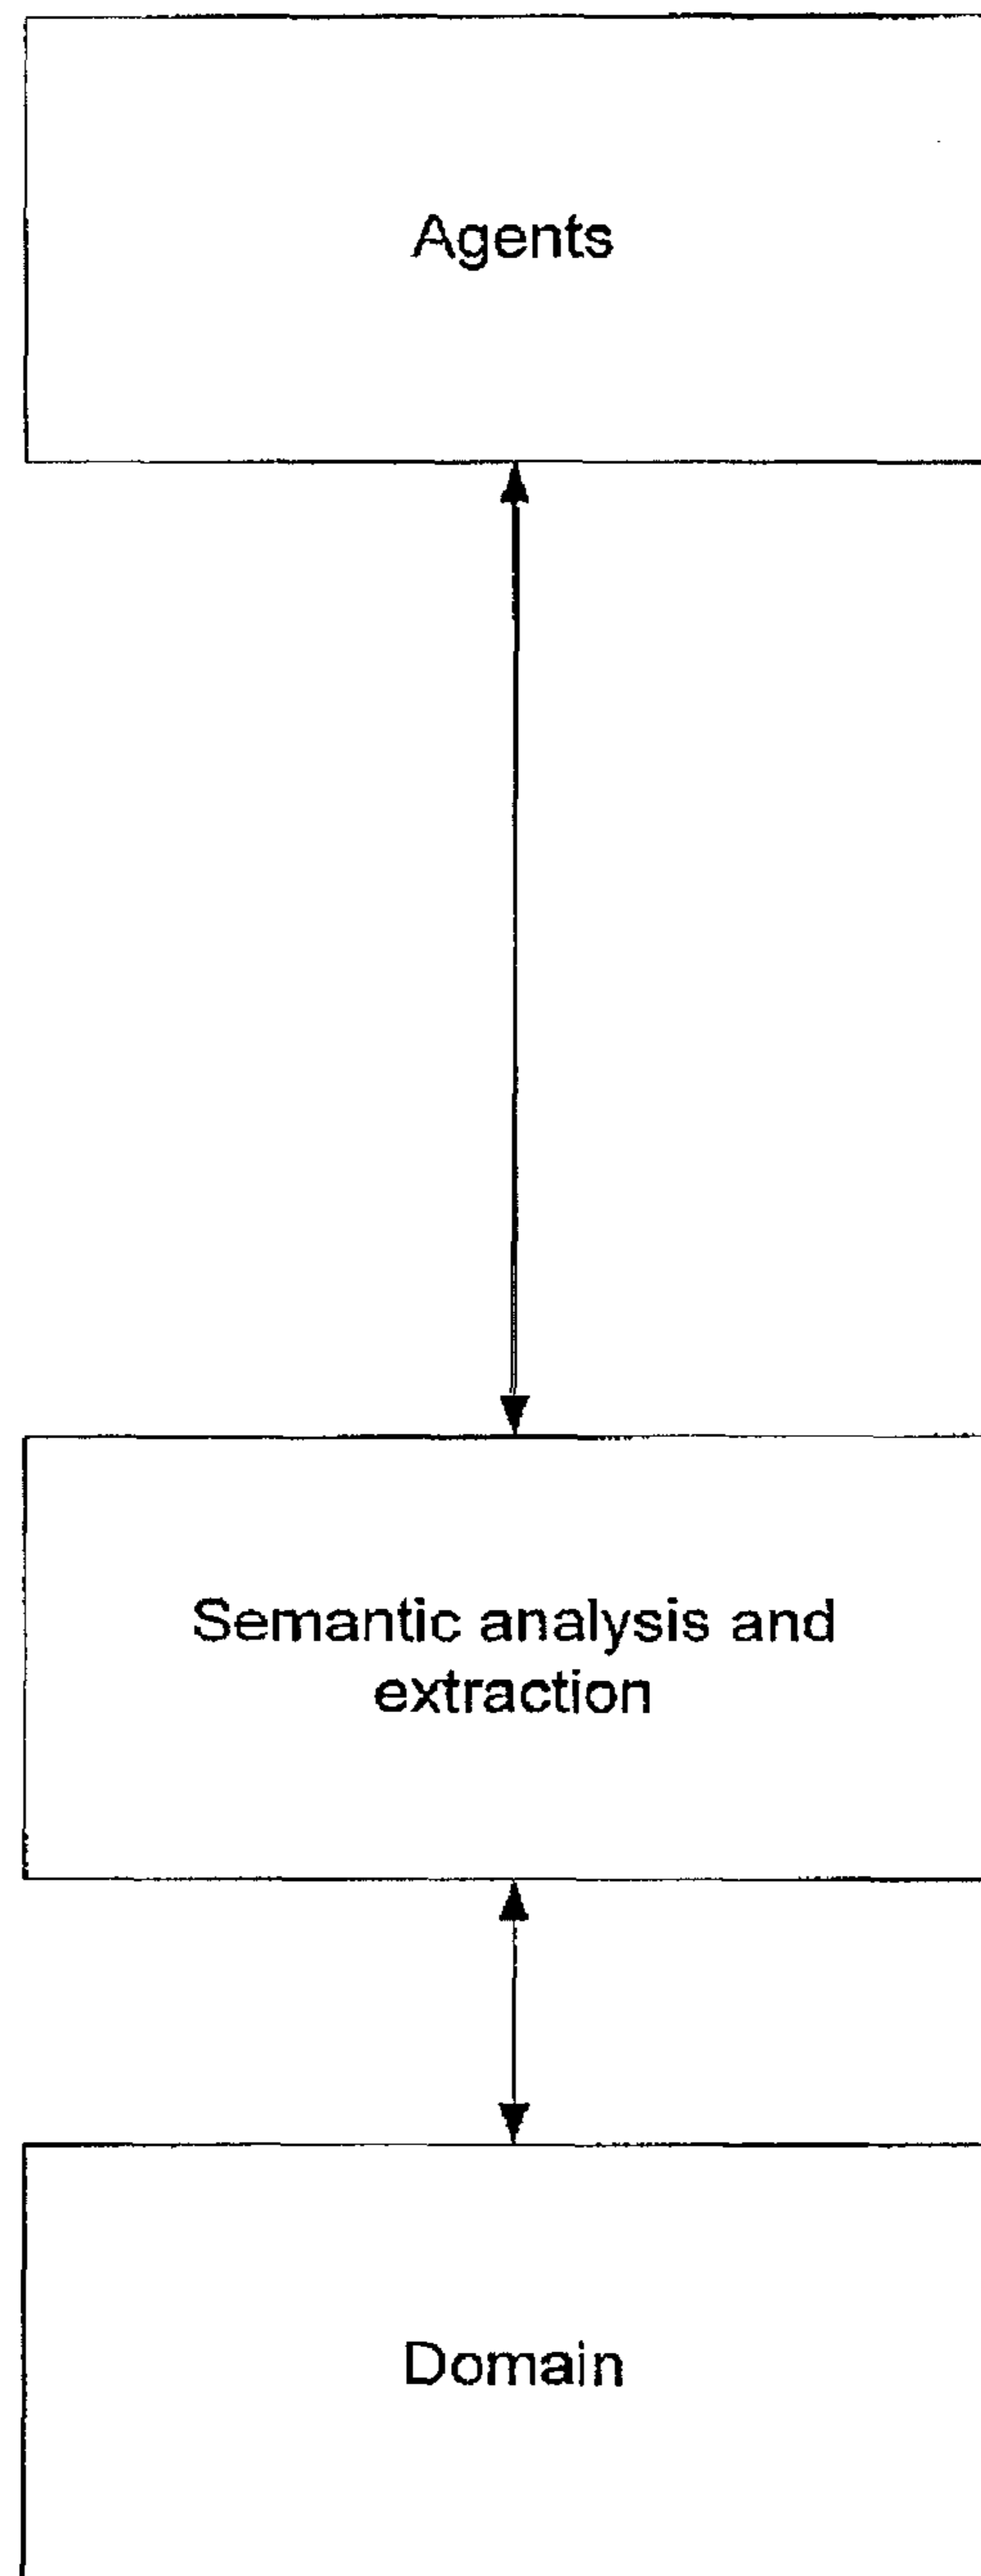 Agents
Semantic analysis and
extraction
Domain